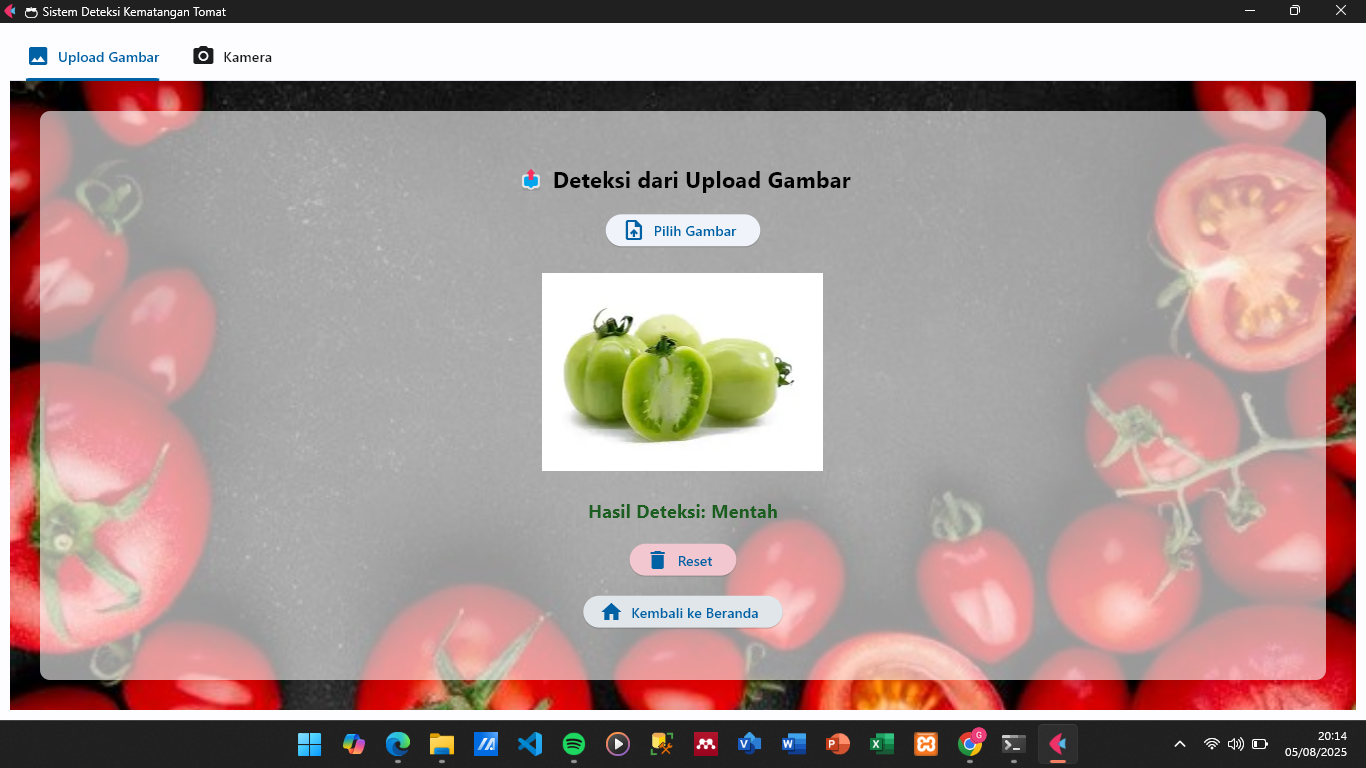 Sistem Deteksi Kematangan Tomat
Upload Gambar
Kamera
Deteksi dari Upload Gambar
Pilih Gambar
Hasil Deteksi: Mentah
Reset
Kembali ke Beranda
G
20:14
05/08/2025